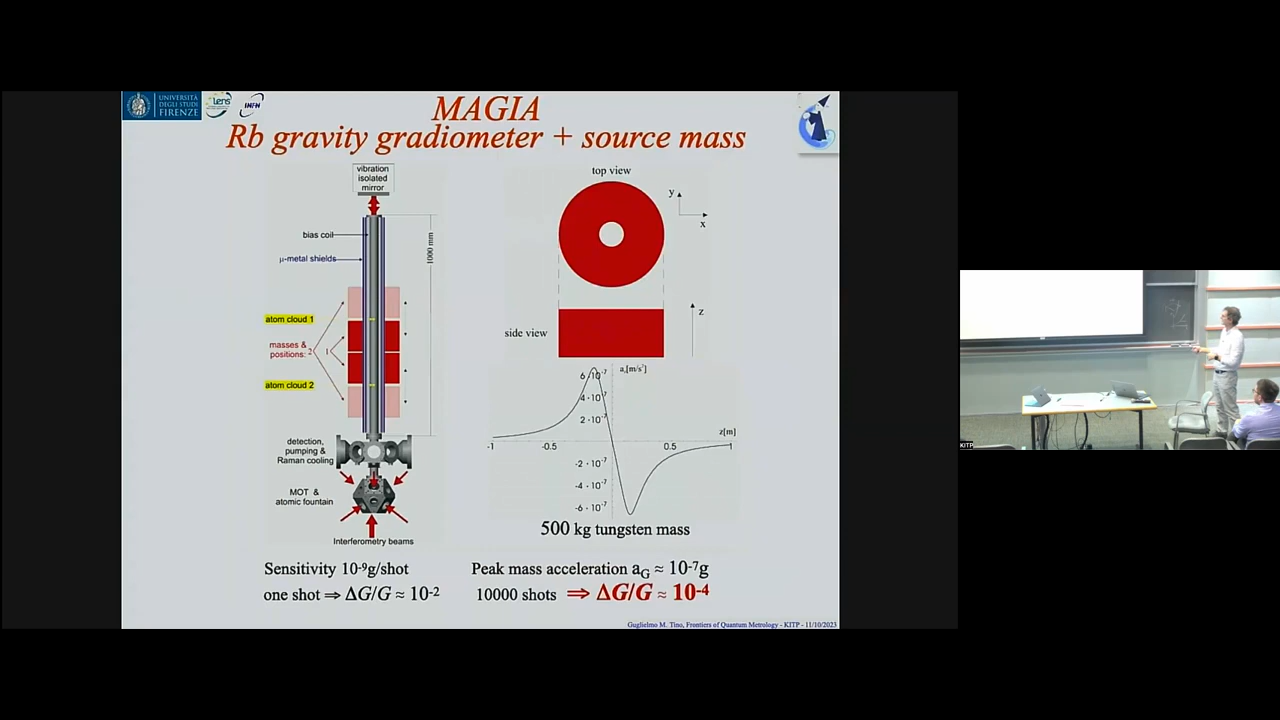 UNIVERSITÀ
DEGLI STUDI
FIRENZE
Lens
INFN
MAGIA
Rb gravity gradiometer + source mass
vibration
isolated
mirror
bias coil
μ-metal shields
1000 mm
atom cloud 1
masses &
positions: 2 1
atom cloud 2
detection,
pumping &
Raman cooling
MOT &
atomic fountain
Interferometry beams
top view
y
x
side view
z
a,[m/s²]
6·10⁻⁷
4·10⁻⁷
2·10⁻⁷
z[m]
-1 -0.5 0.5 1
-2·10⁻⁷
-4·10⁻⁷
-6·10⁻⁷
500 kg tungsten mass
Sensitivity 10⁻⁹g/shot
one shot ⇒ ΔG/G ≈ 10⁻²
Peak mass acceleration a_G ≈ 10⁻⁷g
10000 shots ⇒ ΔG/G ≈ 10⁻⁴
Guglielmo M. Tino, Frontiers of Quantum Metrology - KITP - 11/10/2023
KITP